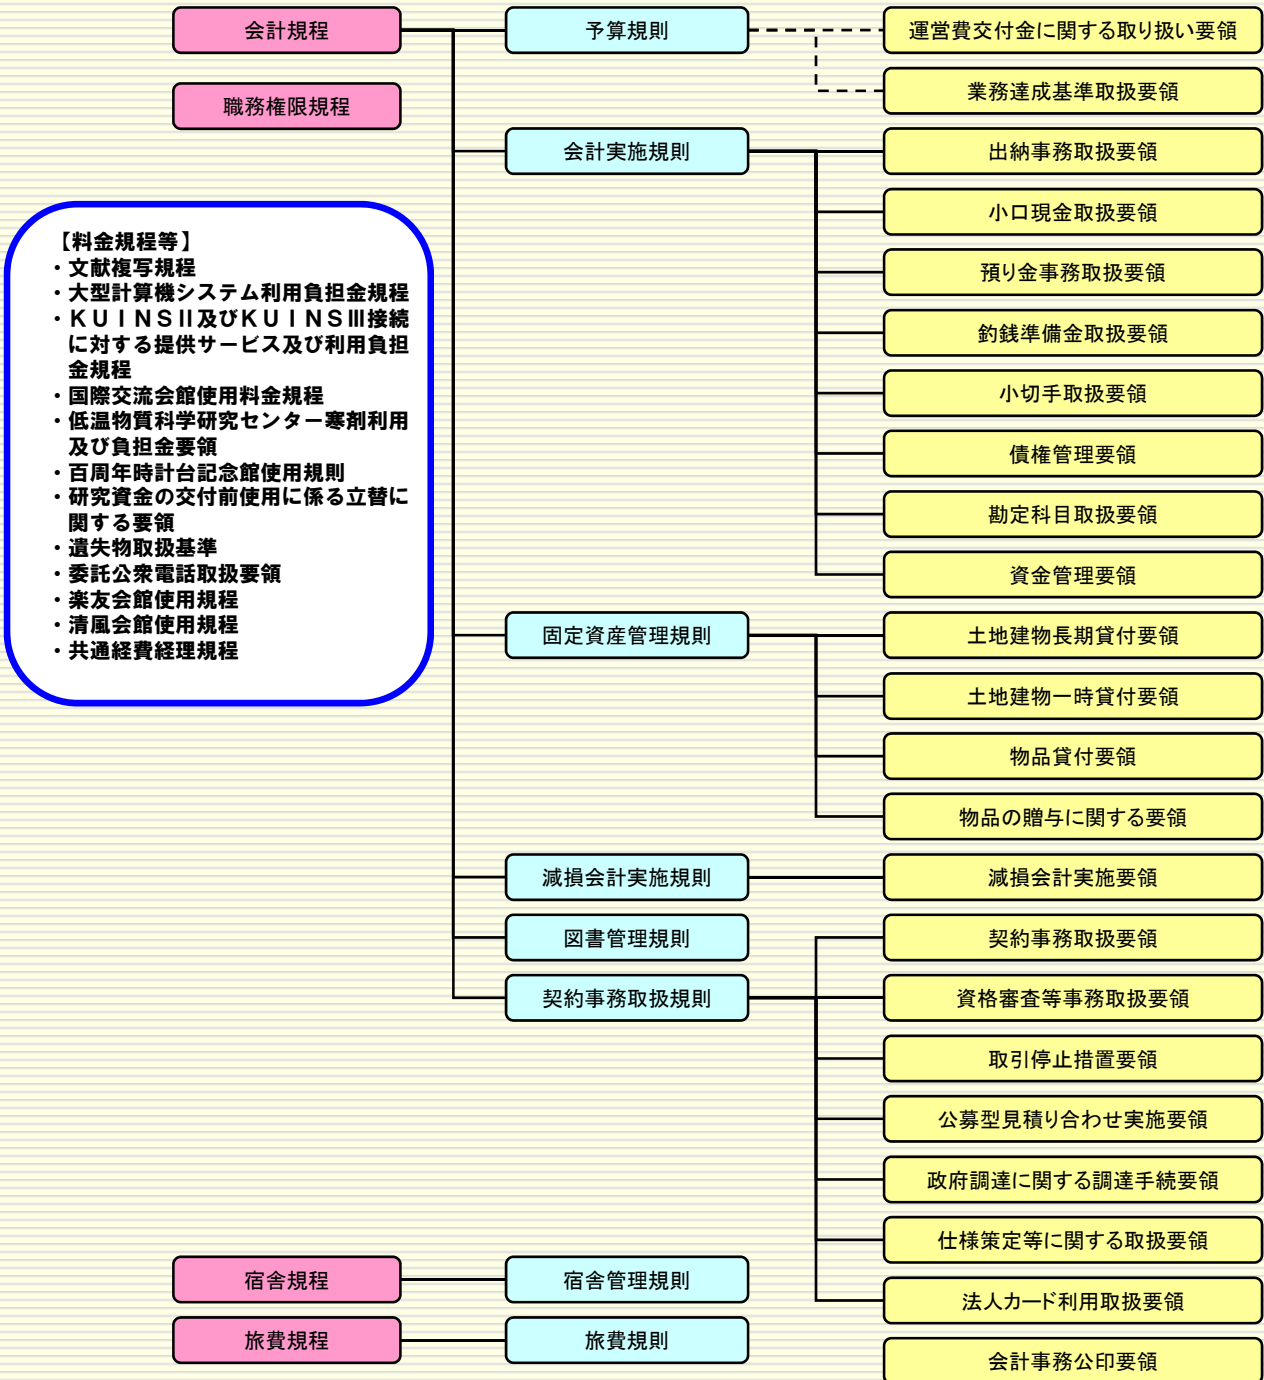 会計規程
職務権限規程
【料金規程等】
・文献複写規程
・大型計算機システム利用負担金規程
・ＫＵＩＮＳⅡ及びＫＵＩＮＳⅢ接続
に対する提供サービス及び利用負担
金規程
・国際交流会館使用料金規程
・低温物質科学研究センター寒剤利用
及び負担金要領
・百周年時計台記念館使用規則
・研究資金の交付前使用に係る立替に
関する要領
・遺失物取扱基準
・委託公衆電話取扱要領
・楽友会館使用規程
・清風会館使用規程
・共通経費経理規程
宿舎規程
旅費規程
予算規則
会計実施規則
固定資産管理規則
減損会計実施規則
図書管理規則
契約事務取扱規則
宿舎管理規則
旅費規則
運営費交付金に関する取り扱い要領
業務達成基準取扱要領
出納事務取扱要領
小口現金取扱要領
預り金事務取扱要領
釣銭準備金取扱要領
小切手取扱要領
債権管理要領
勘定科目取扱要領
資金管理要領
土地建物長期貸付要領
土地建物一時貸付要領
物品貸付要領
物品の贈与に関する要領
減損会計実施要領
契約事務取扱要領
資格審査等事務取扱要領
取引停止措置要領
公募型見積り合わせ実施要領
政府調達に関する調達手続要領
仕様策定等に関する取扱要領
法人カード利用取扱要領
会計事務公印要領